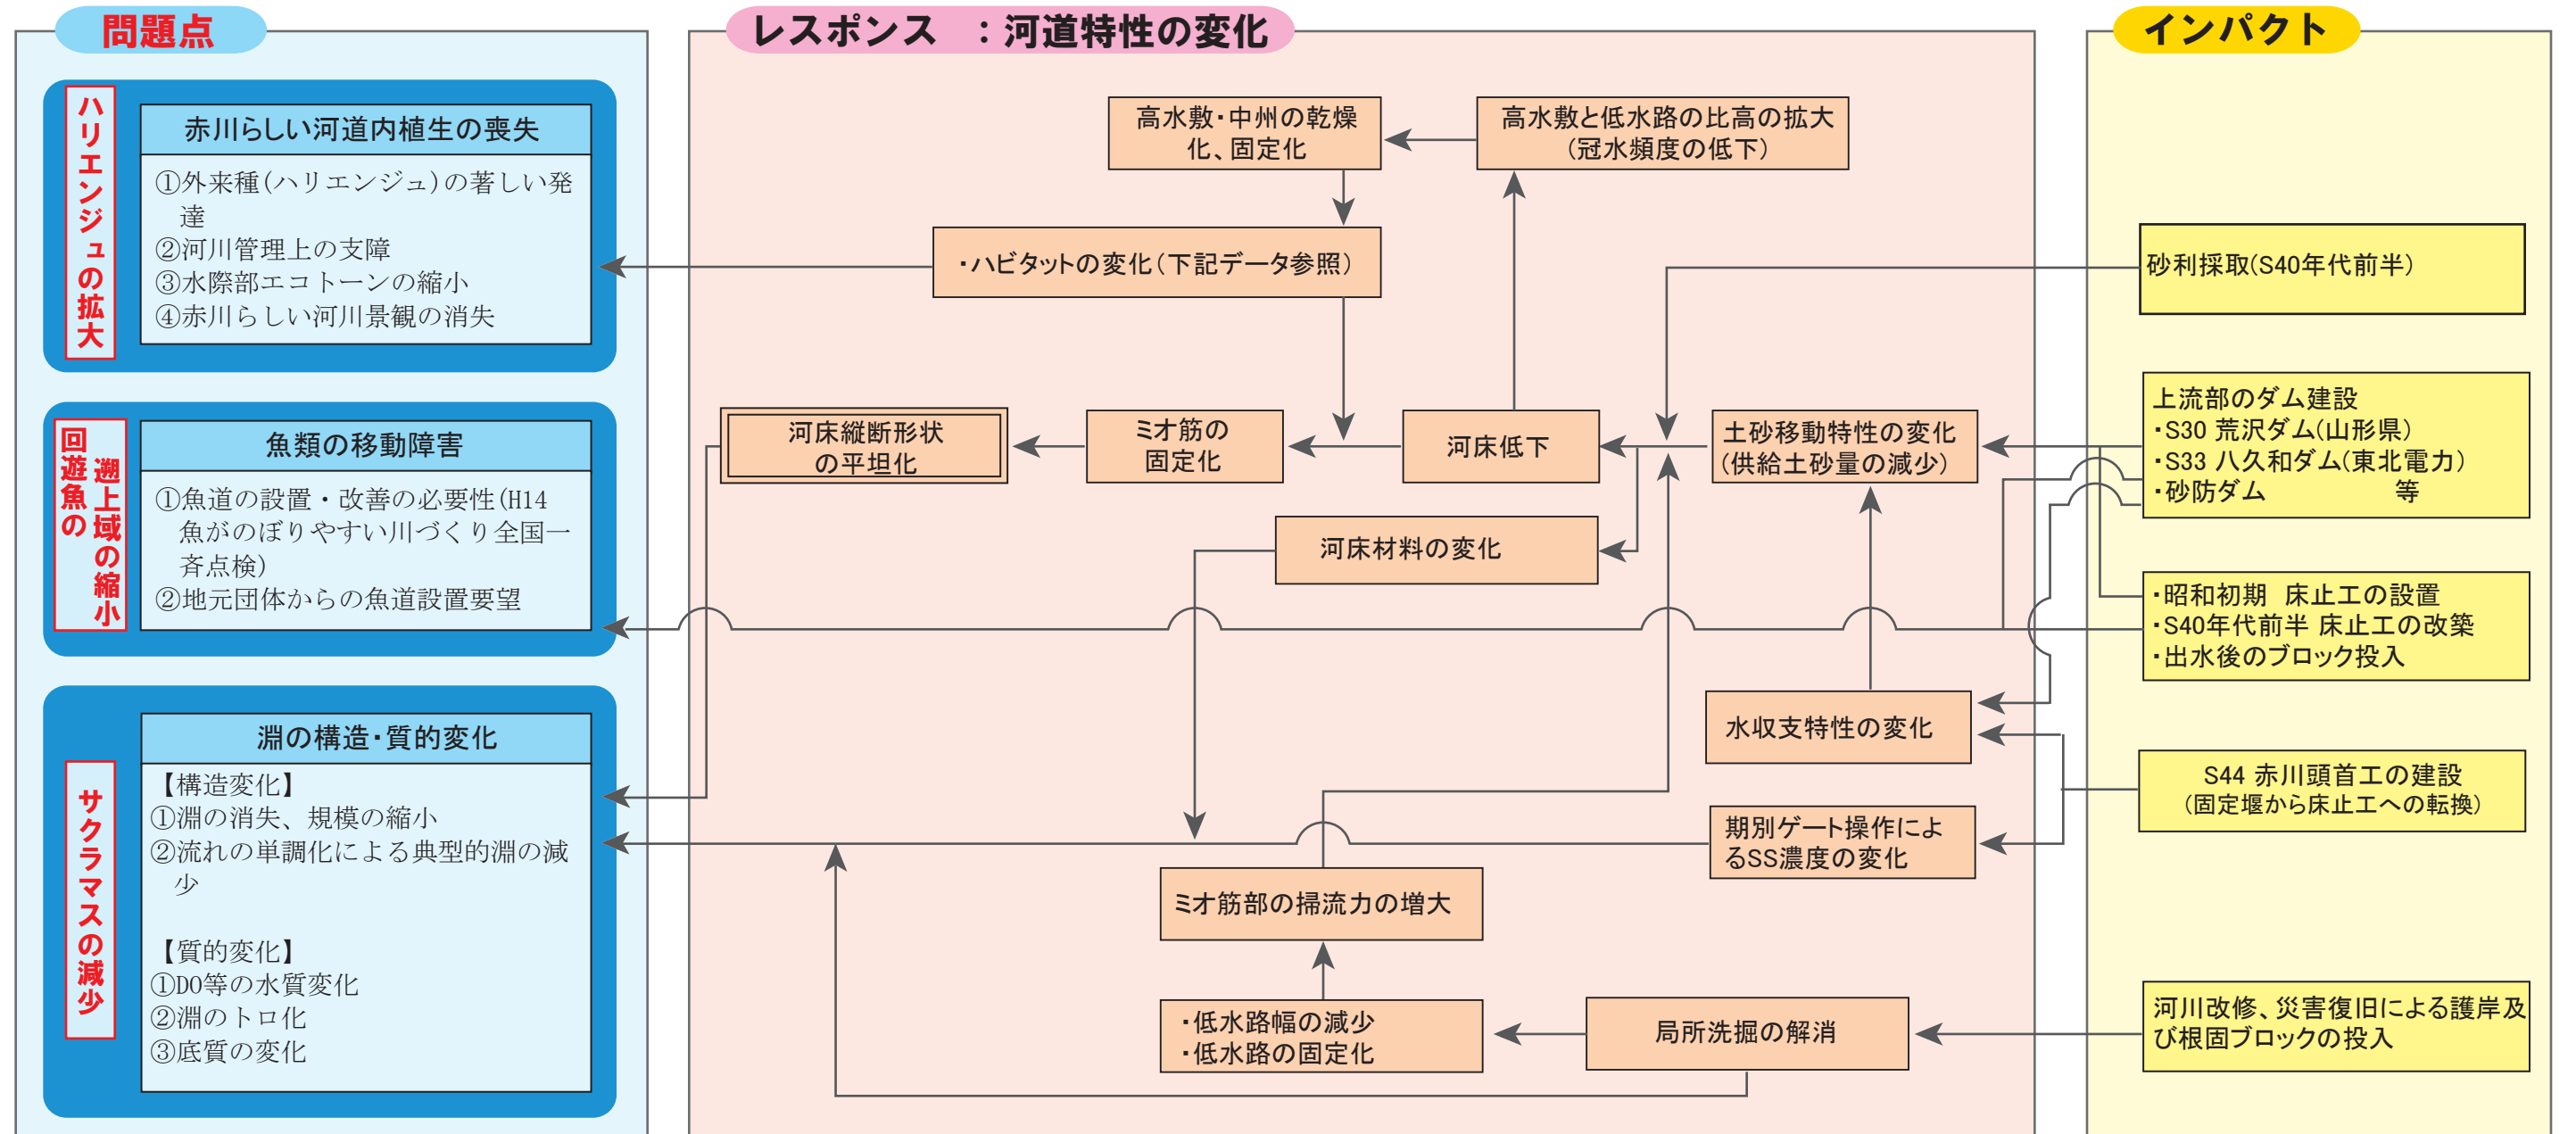 問題点
ハリエンジュの拡大
赤川らしい河道内植生の喪失
①外来種(ハリエンジュ)の著しい発
達
②河川管理上の支障
③水際部エコトーンの縮小
④赤川らしい河川景観の消失
回遊魚の
遡上域の縮小
魚類の移動障害
①魚道の設置・改善の必要性(H14
魚がのぼりやすい川づくり全国一
斉点検)
②地元団体からの魚道設置要望
サクラマスの減少
淵の構造・質的変化
【構造変化】
①淵の消失、規模の縮小
②流れの単調化による典型的淵の減
少
【質的変化】
①DO等の水質変化
②淵のトロ化
③底質の変化
レスポンス　：河道特性の変化
高水敷・中州の乾燥
化、固定化
高水敷と低水路の比高の拡大
(冠水頻度の低下)
・ハビタットの変化(下記データ参照)
河床縦断形状
の平坦化
ミオ筋の
固定化
河床低下
土砂移動特性の変化
(供給土砂量の減少)
河床材料の変化
水収支特性の変化
期別ゲート操作によ
るSS濃度の変化
ミオ筋部の掃流力の増大
・低水路幅の減少
・低水路の固定化
局所洗掘の解消
インパクト
砂利採取(S40年代前半)
上流部のダム建設
・S30 荒沢ダム(山形県)
・S33 八久和ダム(東北電力)
・砂防ダム　　　　　等
・昭和初期　床止工の設置
・S40年代前半 床止工の改築
・出水後のブロック投入
S44 赤川頭首工の建設
(固定堰から床止工への転換)
河川改修、災害復旧による護岸及
び根固ブロックの投入